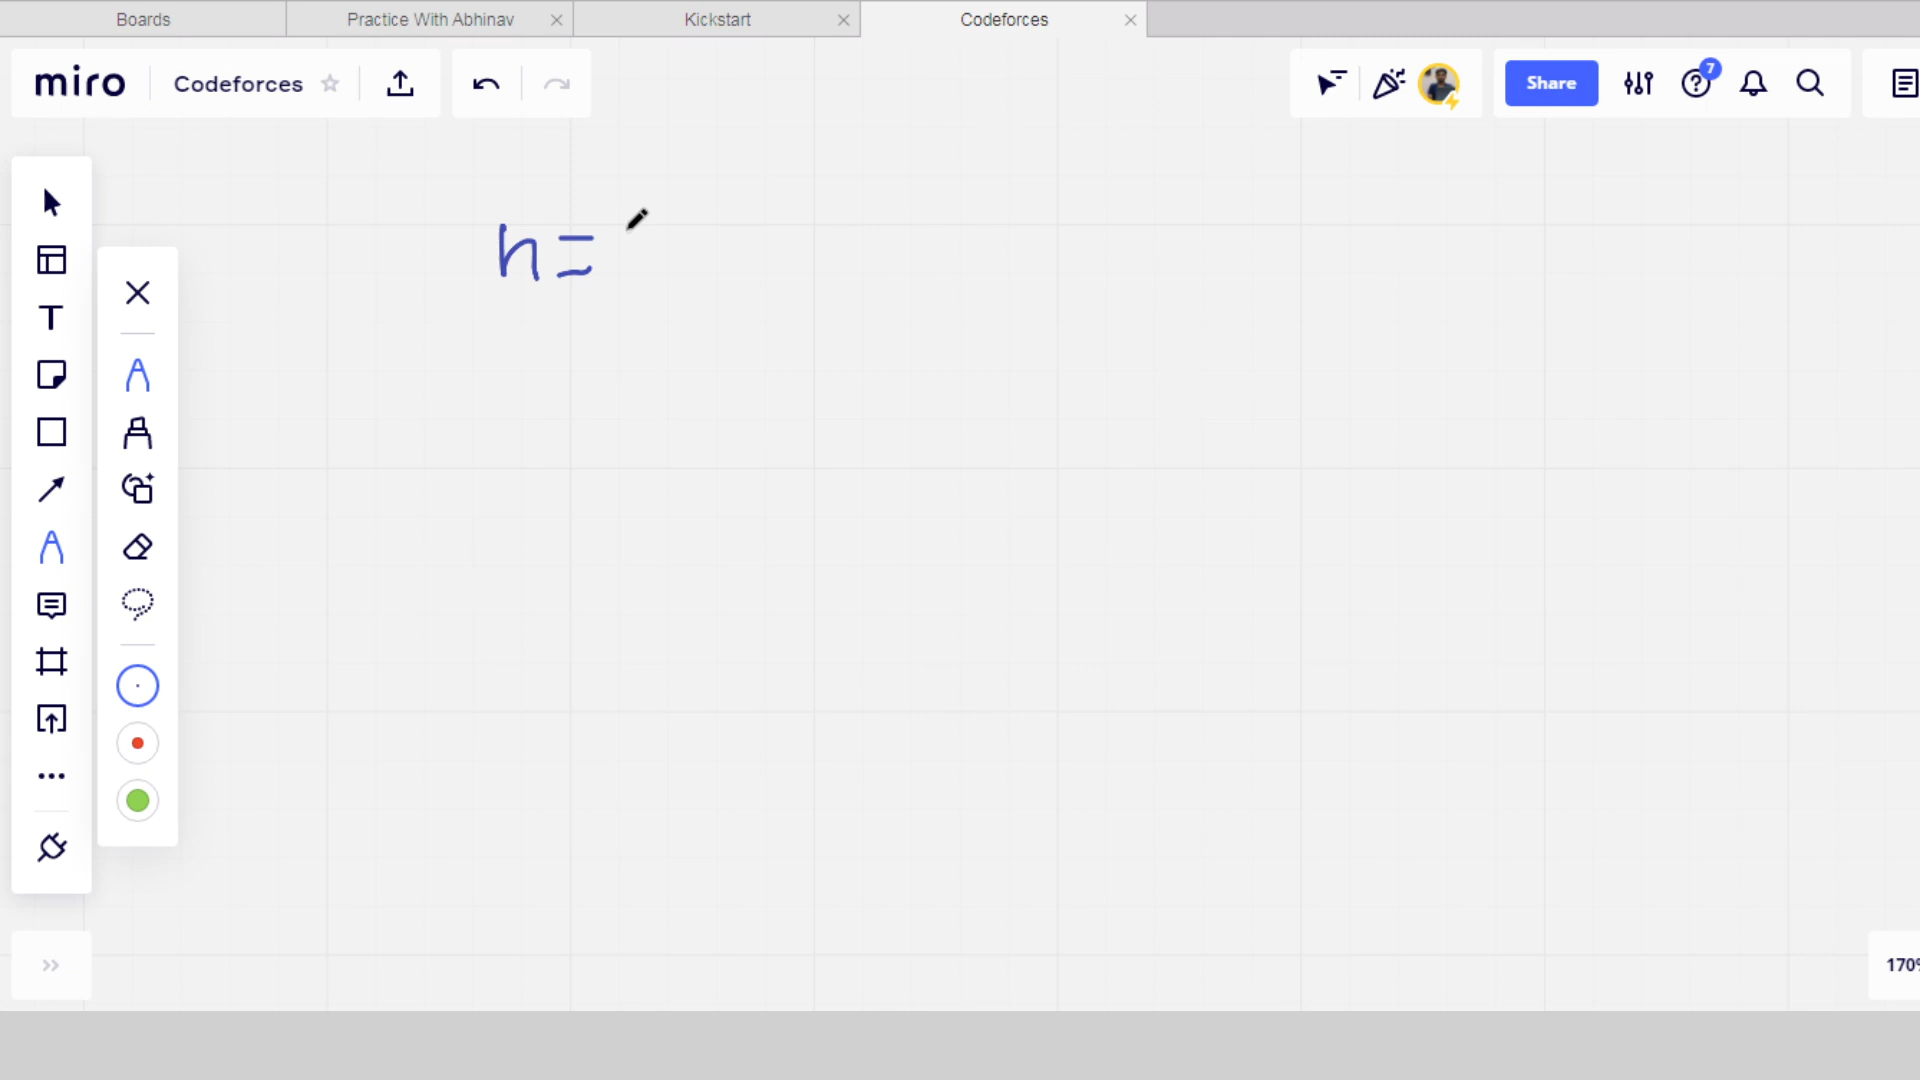 Boards Practice With Abhinav Kickstart Codeforces
miro Codeforces Share 7
h =
170%